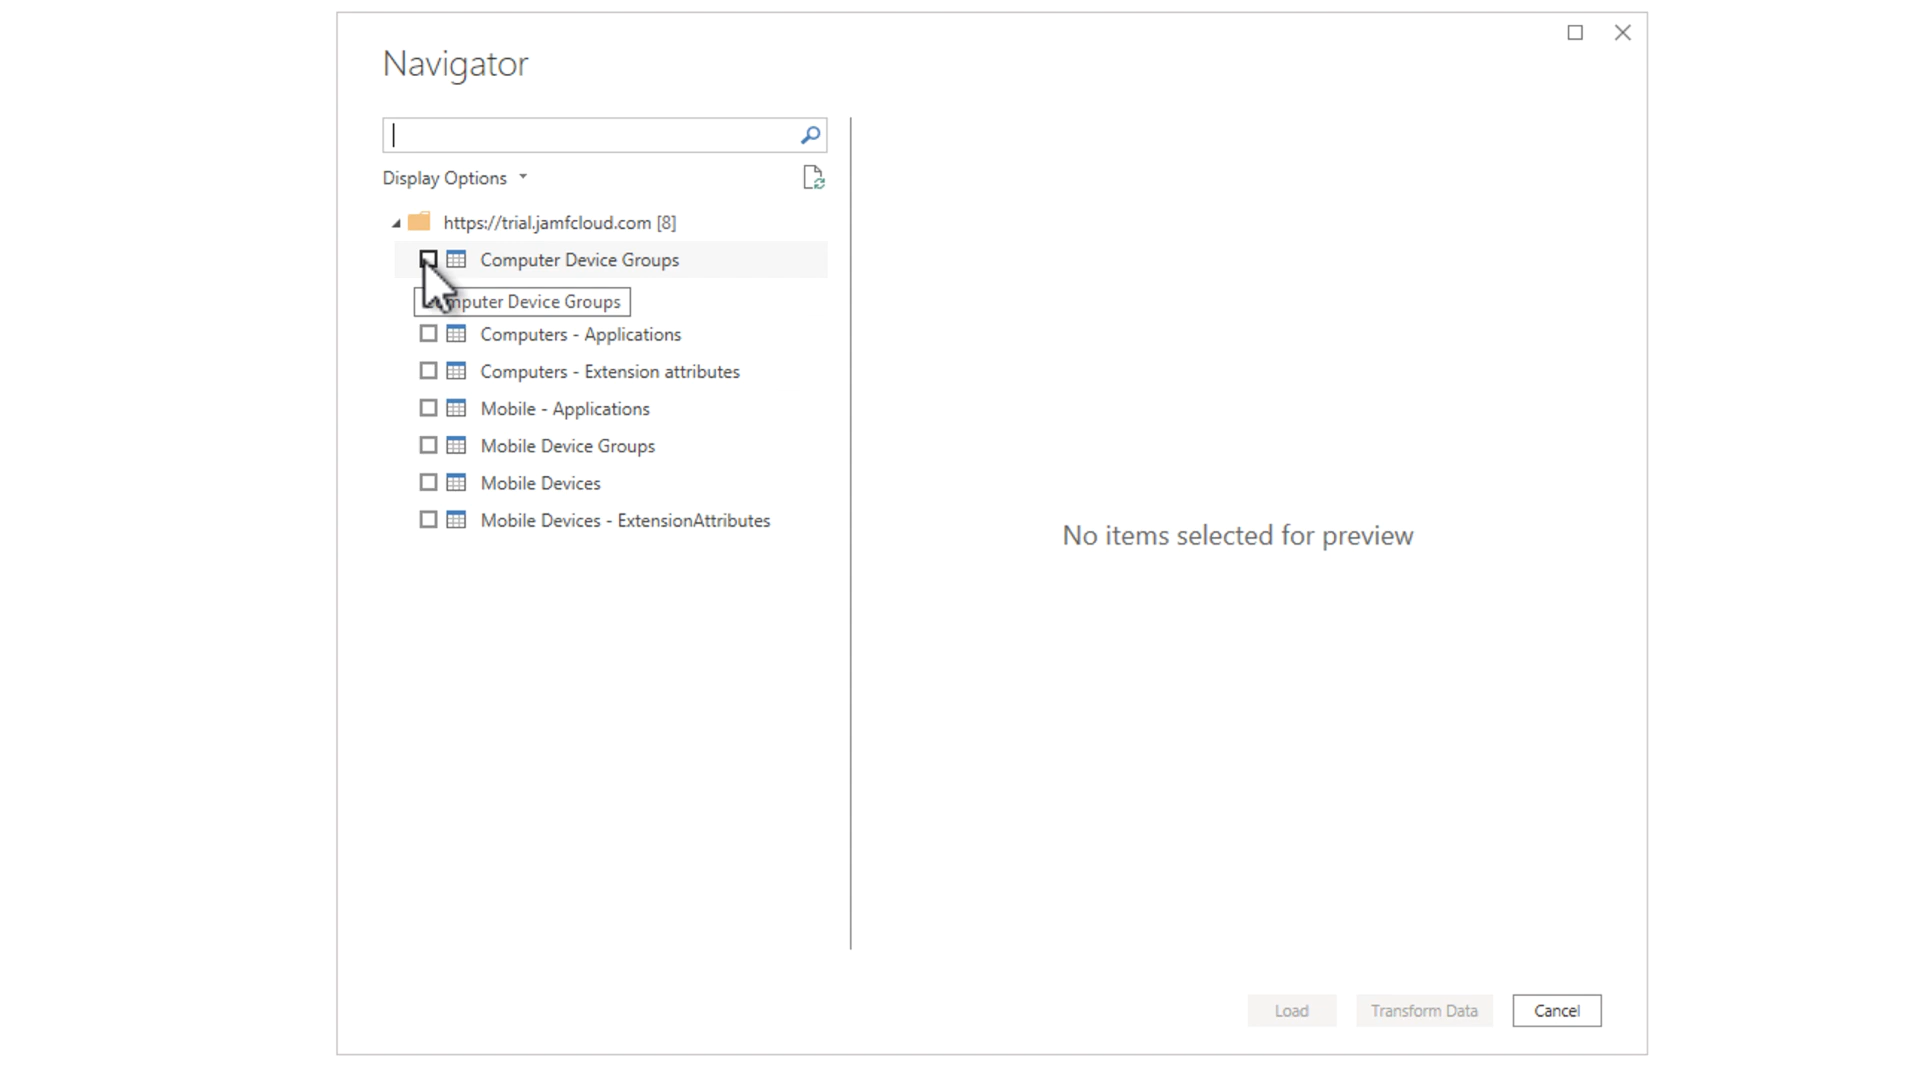 Navigator
Display Options
https://trial.jamfcloud.com [8]
Computer Device Groups
mputer Device Groups
Computers - Applications
Computers - Extension attributes
Mobile - Applications
Mobile Device Groups
Mobile Devices
Mobile Devices - ExtensionAttributes
No items selected for preview
Load
Transform Data
Cancel